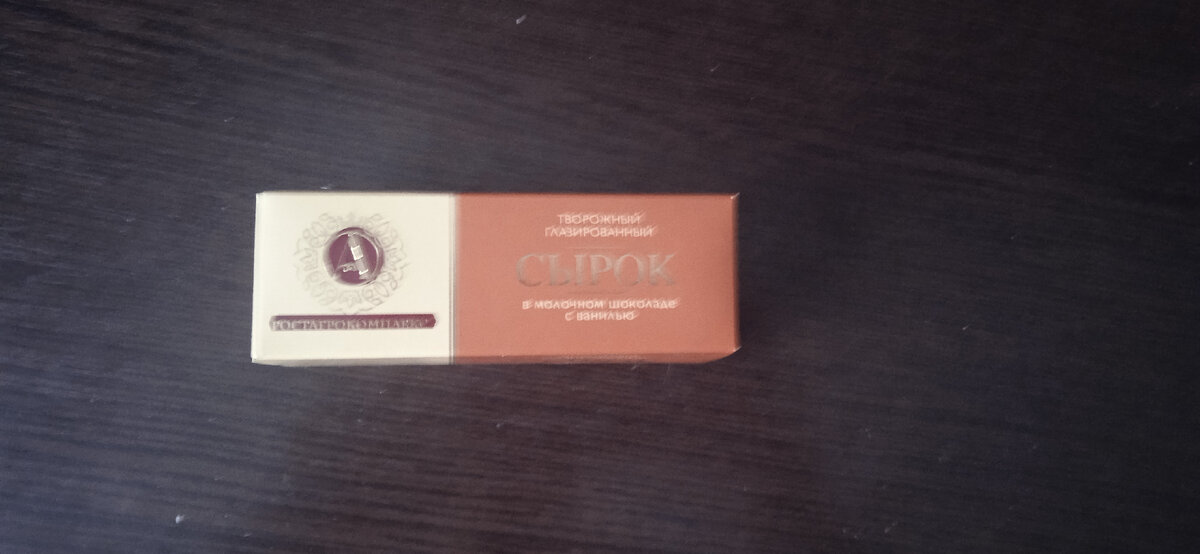 РОСТАГРОКОМПЛЕКС
ТВОРОЖНЫЙ
ГЛАЗИРОВАННЫЙ
СЫРОК
в молочном шоколаде
с ванилью